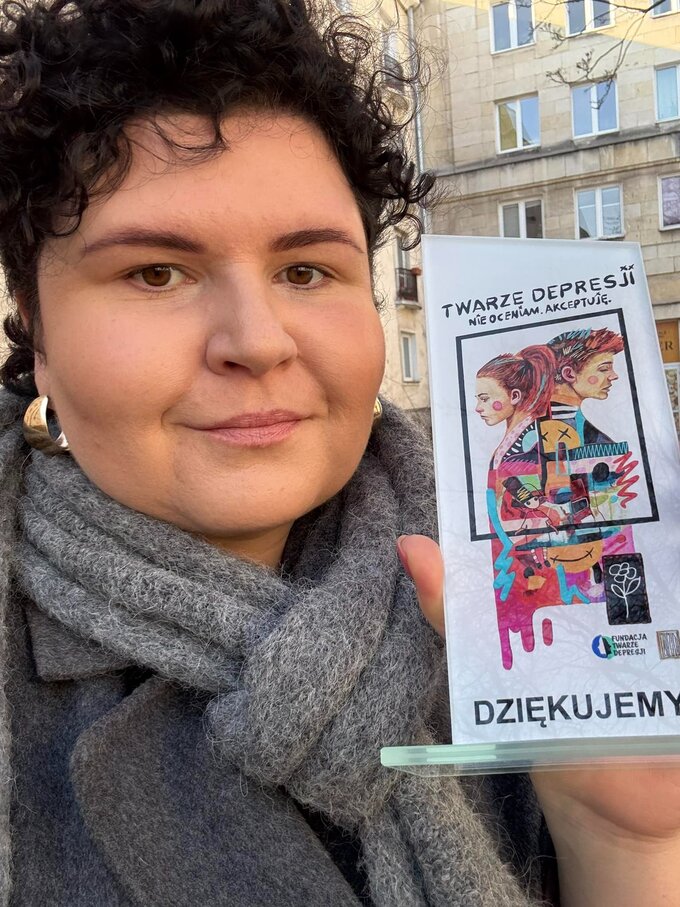 TWARZE DEPRESJI
NIE OCENIAM. AKCEPTUJĘ.
FUNDACJA
TWARZE
DEPRESJI
DZIĘKUJEMY